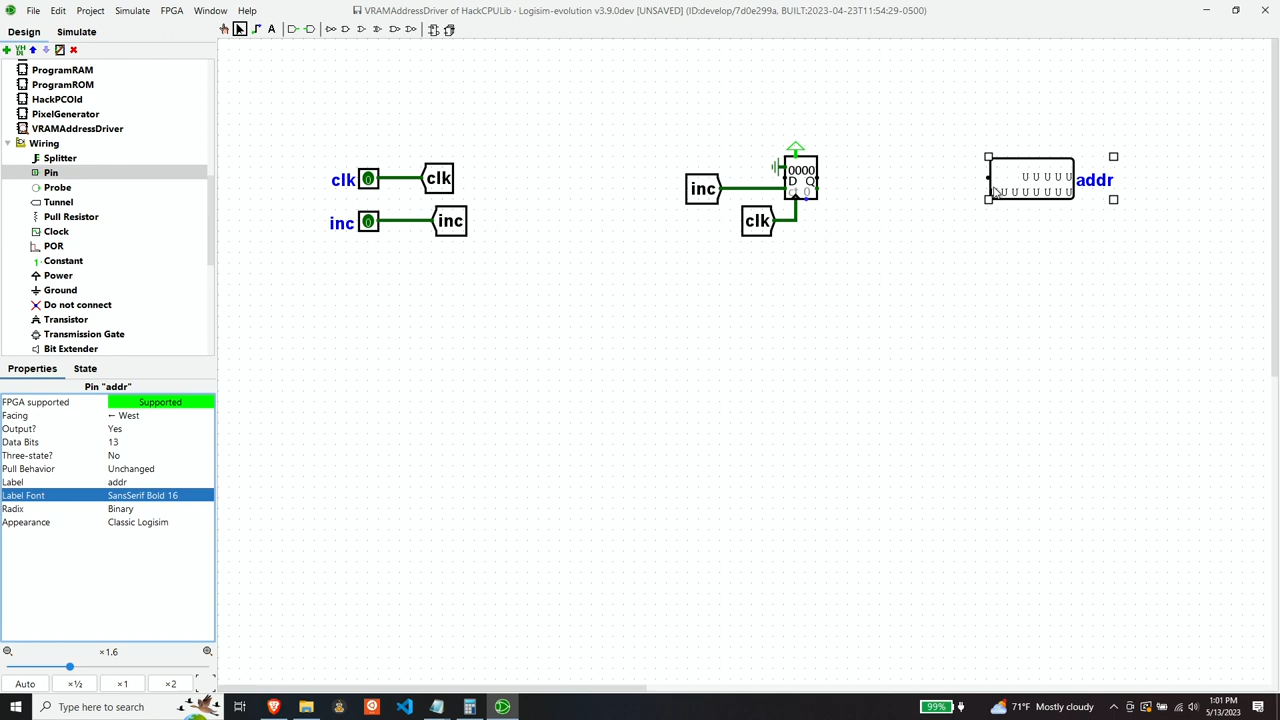 VRAMAddressDriver of HackCPULib - Logisim-evolution v3.9.0dev [UNSAVED] (ID:develop/7d0e299a, BUILT:2023-04-23T11:54:29-0500)
File Edit Project Simulate FPGA Window Help
Design Simulate
A
ProgramRAM
ProgramROM
HackPCOld
PixelGenerator
VRAMAddressDriver
Wiring
Splitter
Pin
Probe
Tunnel
Pull Resistor
Clock
POR
Constant
Power
Ground
Do not connect
Transistor
Transmission Gate
Bit Extender
Properties State
Pin "addr"
FPGA supported Supported
Facing ← West
Output? Yes
Data Bits 13
Three-state? No
Pull Behavior Unchanged
Label addr
Label Font SansSerif Bold 16
Radix Binary
Appearance Classic Logisim
×1.6
Auto ×½ ×1 ×2
clk 0 clk
inc 0 inc
inc
0000
D Q
ct 0
clk
U U U U U
U U U U U U U U
addr
Type here to search
99%
71°F Mostly cloudy
1:01 PM
5/13/2023